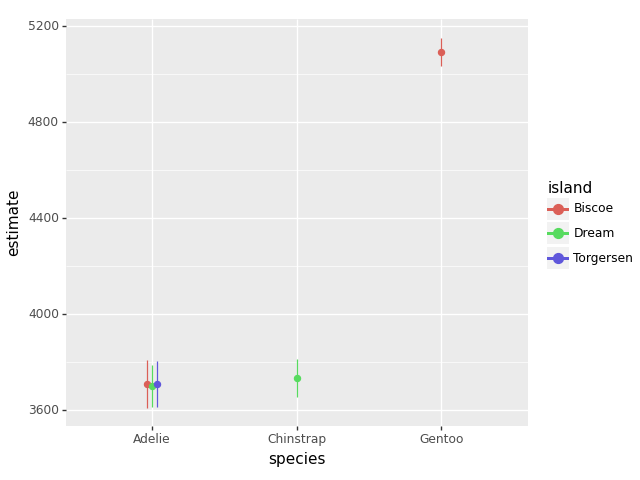 5200
4800
4400
4000
3600
estimate
Adelie
Chinstrap
Gentoo
species
island
Biscoe
Dream
Torgersen